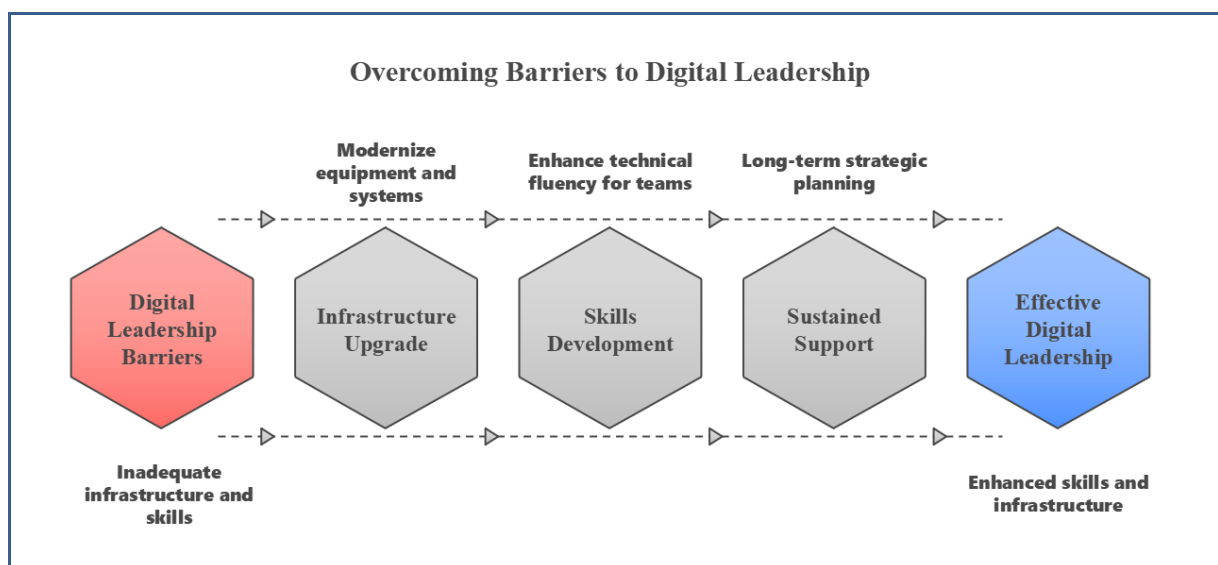 Overcoming Barriers to Digital Leadership
Modernize
equipment and
systems
Enhance technical
fluency for teams
Long-term strategic
planning
Digital
Leadership
Barriers
Infrastructure
Upgrade
Skills
Development
Sustained
Support
Effective
Digital
Leadership
Inadequate
infrastructure and
skills
Enhanced skills and
infrastructure